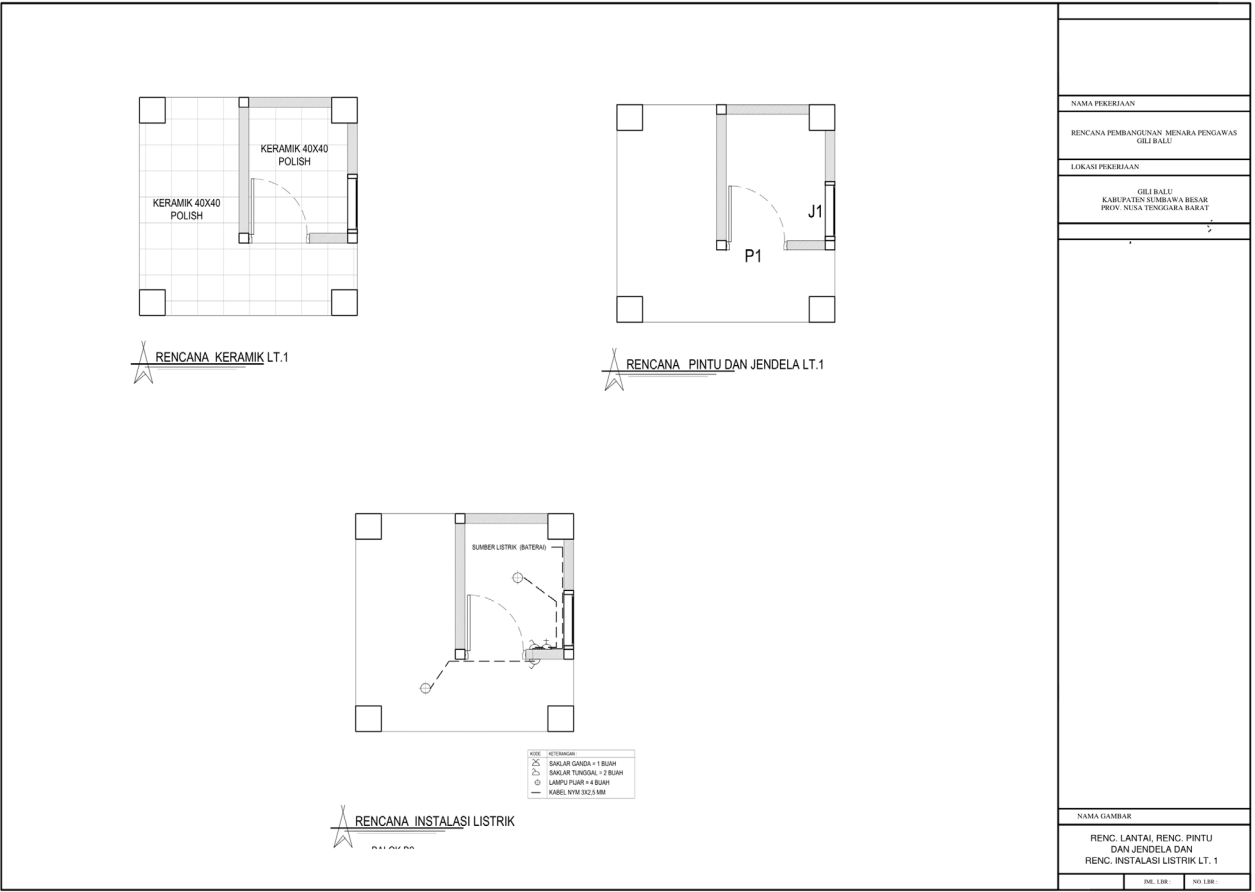 KERAMIK 40X40
POLISH
KERAMIK 40X40
POLISH
RENCANA KERAMIK LT.1
J1
P1
RENCANA PINTU DAN JENDELA LT.1
SUMBER LISTRIK (BATERAI)
KODE KETERANGAN :
SAKLAR GANDA = 1 BUAH
SAKLAR TUNGGAL = 2 BUAH
LAMPU PIJAR = 4 BUAH
KABEL NYM 3X2,5 MM
RENCANA INSTALASI LISTRIK
NAMA PEKERJAAN
RENCANA PEMBANGUNAN MENARA PENGAWAS
GILI BALU
LOKASI PEKERJAAN
GILI BALU
KABUPATEN SUMBAWA BESAR
PROV. NUSA TENGGARA BARAT
NAMA GAMBAR
RENC. LANTAI, RENC. PINTU
DAN JENDELA DAN
RENC. INSTALASI LISTRIK LT. 1
JML. LBR : NO. LBR :